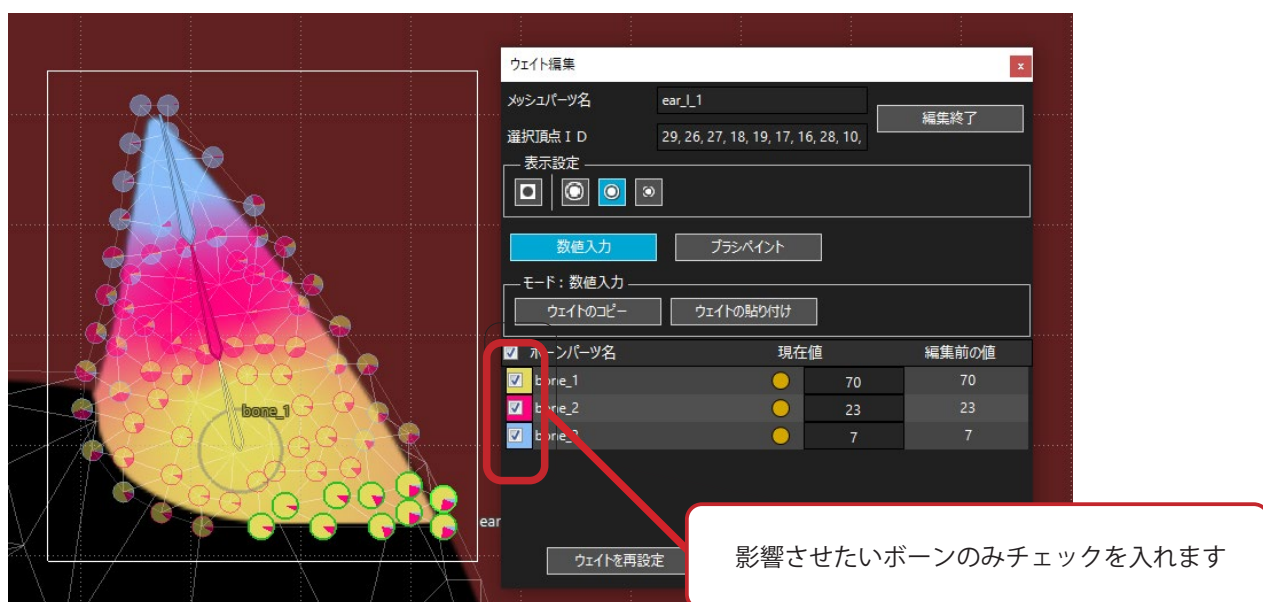 ウェイト編集
x
メッシュパーツ名
ear_l_1
編集終了
選択頂点ＩＤ
29, 26, 27, 18, 19, 17, 16, 28, 10,
表示設定
数値入力
ブラシペイント
モード：数値入力
ウェイトのコピー
ウェイトの貼り付け
ボーンパーツ名
現在値
編集前の値
bone_1
70
70
bone_2
23
23
7
7
bone_1
ear
ウェイトを再設定
影響させたいボーンのみチェックを入れます